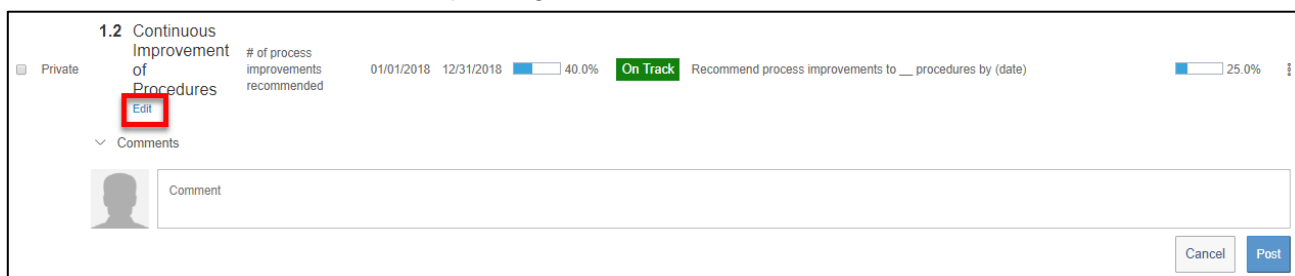 1.2 Continuous
Improvement
of
Procedures
Edit
Private
# of process
improvements
recommended
01/01/2018 12/31/2018 40.0% On Track Recommend process improvements to __ procedures by (date) 25.0%
Comments
Comment
Cancel Post